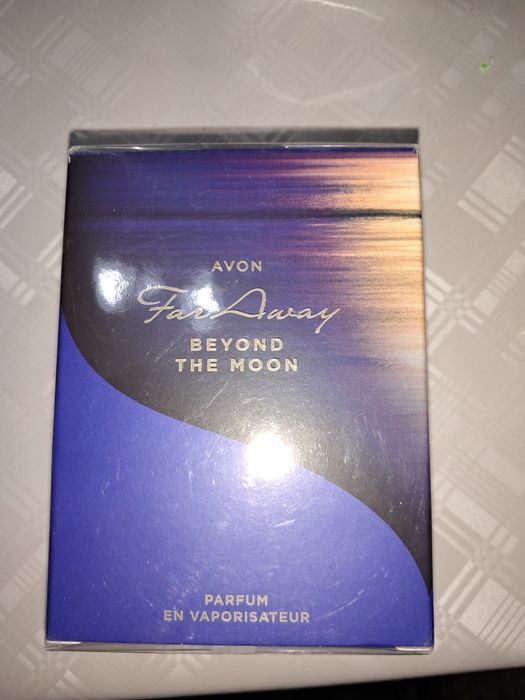 AVON
Far Away
BEYOND
THE MOON
PARFUM
EN VAPORISATEUR